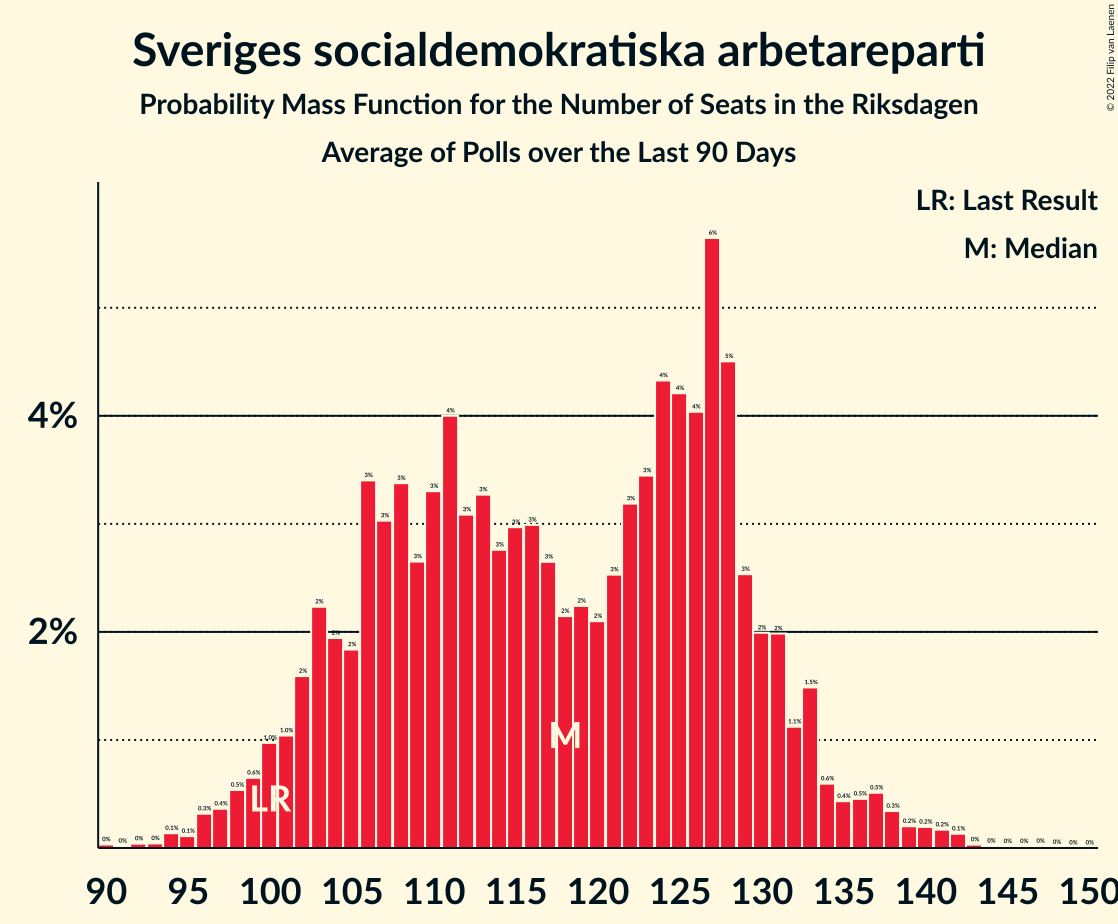 Sveriges socialdemokratiska arbetareparti
Probability Mass Function for the Number of Seats in the Riksdagen
Average of Polls over the Last 90 Days
© 2022 Filip van Laenen
LR: Last Result
M: Median
4%
2%
0% 0% 0% 0% 0.1% 0.1% 0.3% 0.4% 0.5% 0.6% 1.0% 1.0% 2% 2% 2% 2% 3% 3% 3% 3% 3% 4% 3% 3% 3% 3% 3% 3% 2% 2% 2% 3% 3% 3% 4% 4% 4% 6% 5% 3% 2% 2% 1.1% 1.5% 0.6% 0.4% 0.5% 0.5% 0.3% 0.2% 0.2% 0.2% 0.1% 0% 0% 0% 0% 0% 0% 0% 0%
M
LR
90 95 100 105 110 115 120 125 130 135 140 145 150